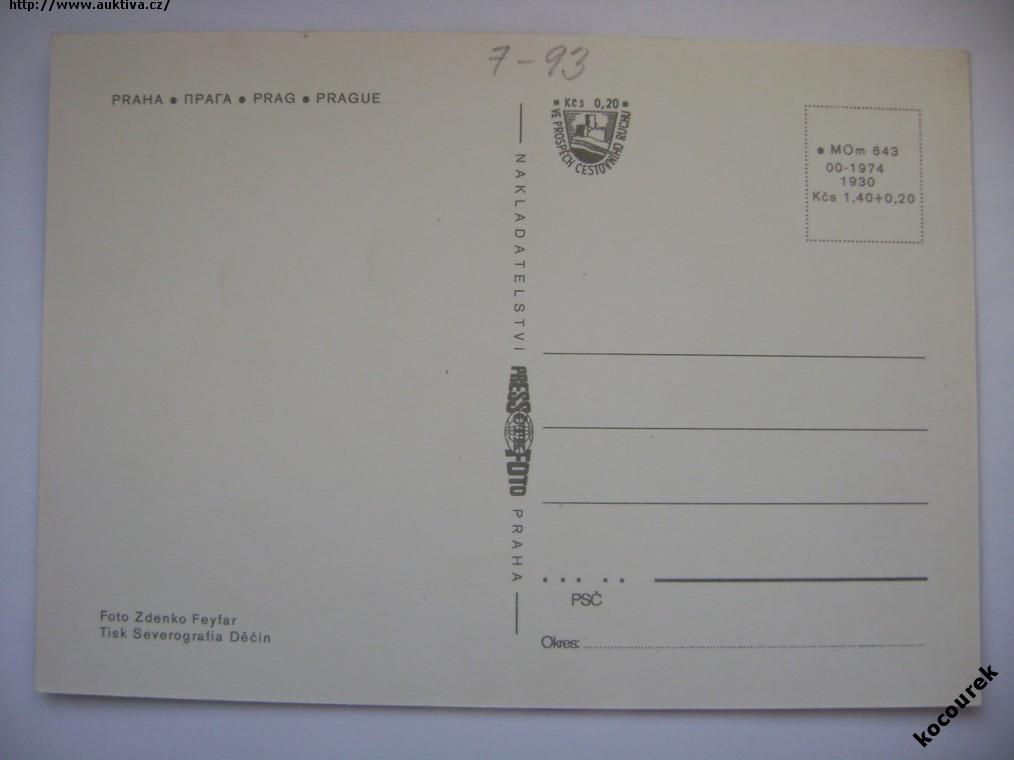 http://www.auktiva.cz/
7-93
PRAHA • ПРАГА • PRAG • PRAGUE
• Kčs 0,20 •
VE PROSPĚCH CESTOVNÍHO RUCHU
• MOm 643
00-1974
1930
Kčs 1,40+0,20
NAKLADATELSTVÍ PRESSFOTO PRAHA
PSČ
Okres:
Foto Zdenko Feyfar
Tisk Severografia Děčín
kocourek